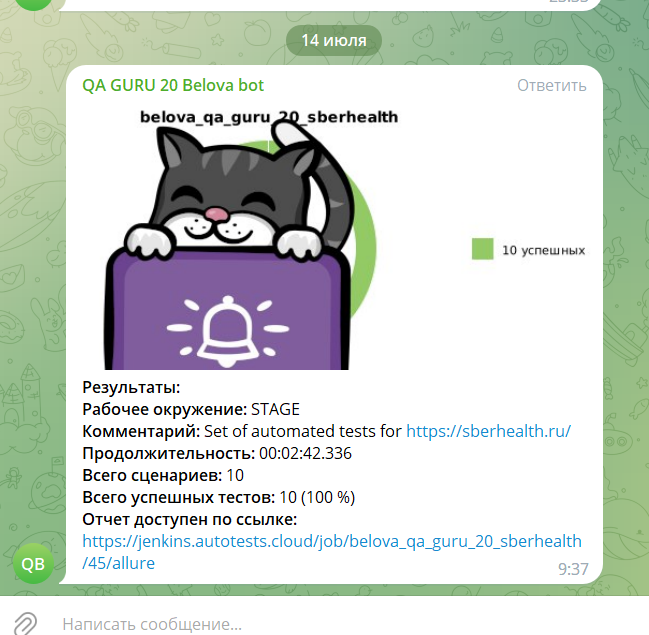 14 июля
QA GURU 20 Belova bot
Ответить
belova_qa_guru_20_sberhealth
10 успешных
Результаты:
Рабочее окружение: STAGE
Комментарий: Set of automated tests for https://sberhealth.ru/
Продолжительность: 00:02:42.336
Всего сценариев: 10
Всего успешных тестов: 10 (100 %)
Отчет доступен по ссылке:
https://jenkins.autotests.cloud/job/belova_qa_guru_20_sberhealth
/45/allure
QB
9:37
Написать сообщение...